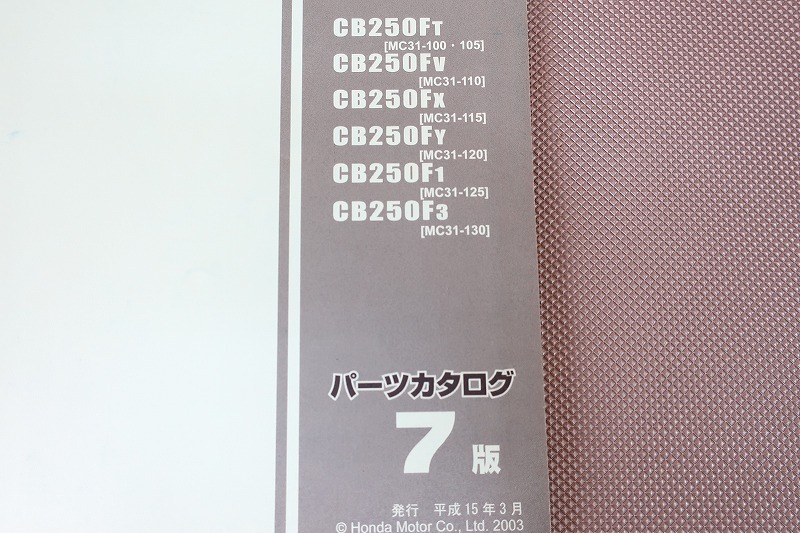 CB250FT
[MC31-100・105]
CB250FV
[MC31-110]
CB250FX
[MC31-115]
CB250FY
[MC31-120]
CB250F1
[MC31-125]
CB250F3
[MC31-130]
パーツカタログ
7版
発行 平成15年3月
© Honda Motor Co., Ltd. 2003